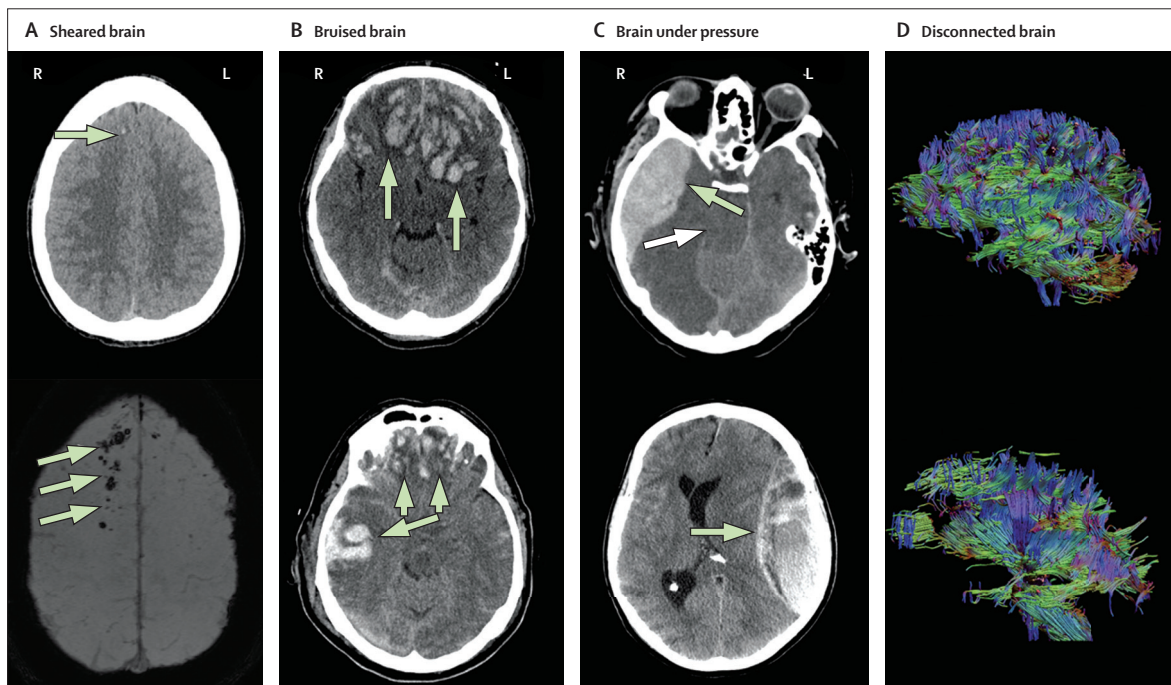 A Sheared brain
B Bruised brain
C Brain under pressure
D Disconnected brain
R L
R L
R L